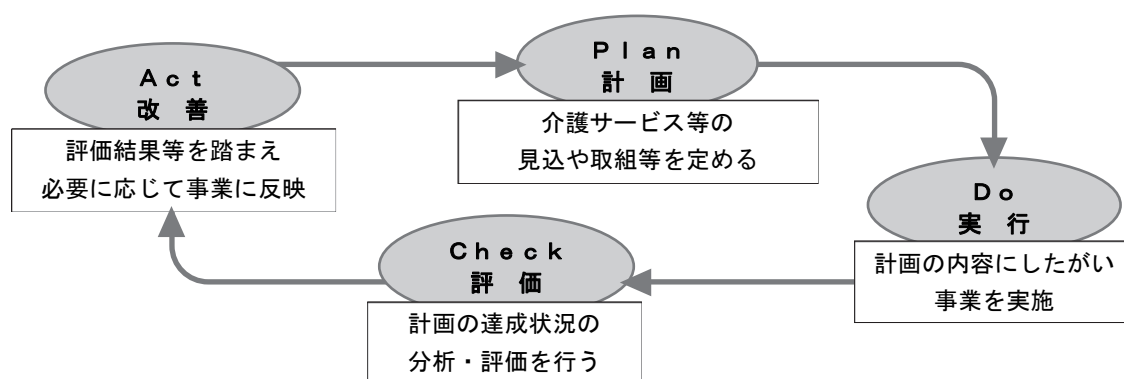 Ｐｌａｎ
計　画
介護サービス等の
見込や取組等を定める
Ｄｏ
実　行
計画の内容にしたがい
事業を実施
Ｃｈｅｃｋ
評　価
計画の達成状況の
分析・評価を行う
Ａｃｔ
改　善
評価結果等を踏まえ
必要に応じて事業に反映